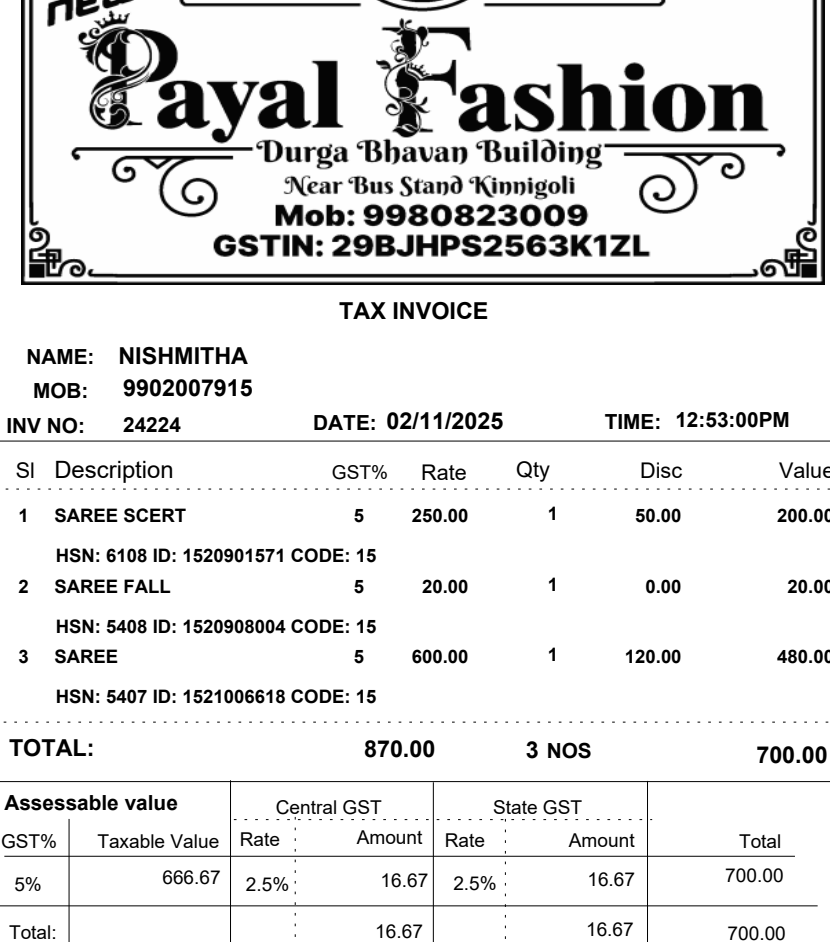 new
Payal Fashion
Durga Bhavan Building
Near Bus Stand Kinnigoli
Mob: 9980823009
GSTIN: 29BJHPS2563K1ZL
TAX INVOICE
NAME: NISHMITHA
MOB: 9902007915
INV NO: 24224 DATE: 02/11/2025 TIME: 12:53:00PM
Sl Description GST% Rate Qty Disc Value
1 SAREE SCERT 5 250.00 1 50.00 200.00
HSN: 6108 ID: 1520901571 CODE: 15
2 SAREE FALL 5 20.00 1 0.00 20.00
HSN: 5408 ID: 1520908004 CODE: 15
3 SAREE 5 600.00 1 120.00 480.00
HSN: 5407 ID: 1521006618 CODE: 15
TOTAL: 870.00 3 NOS 700.00
Assessable value Central GST State GST
GST% Taxable Value Rate Amount Rate Amount Total
5% 666.67 2.5% 16.67 2.5% 16.67 700.00
Total: 16.67 16.67 700.00